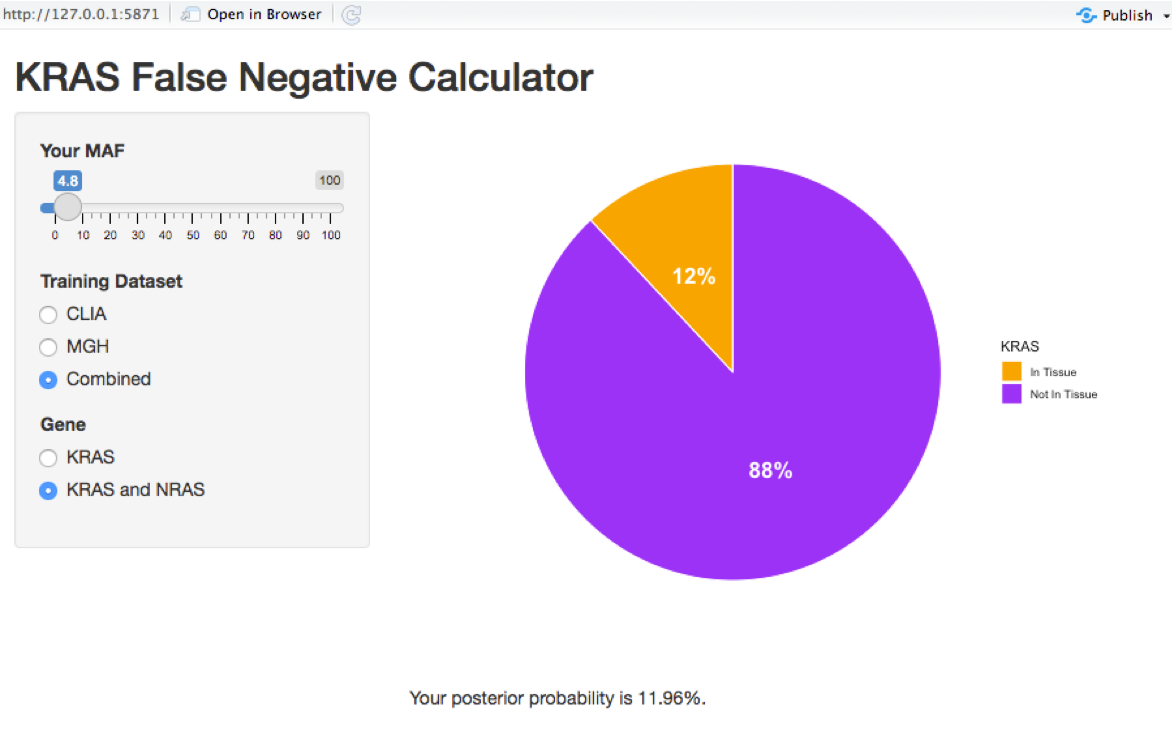 http://127.0.0.1:5871 Open in Browser Publish
KRAS False Negative Calculator
Your MAF
4.8 100
0 10 20 30 40 50 60 70 80 90 100
Training Dataset
CLIA
MGH
Combined
Gene
KRAS
KRAS and NRAS
12%
88%
KRAS
In Tissue
Not In Tissue
Your posterior probability is 11.96%.